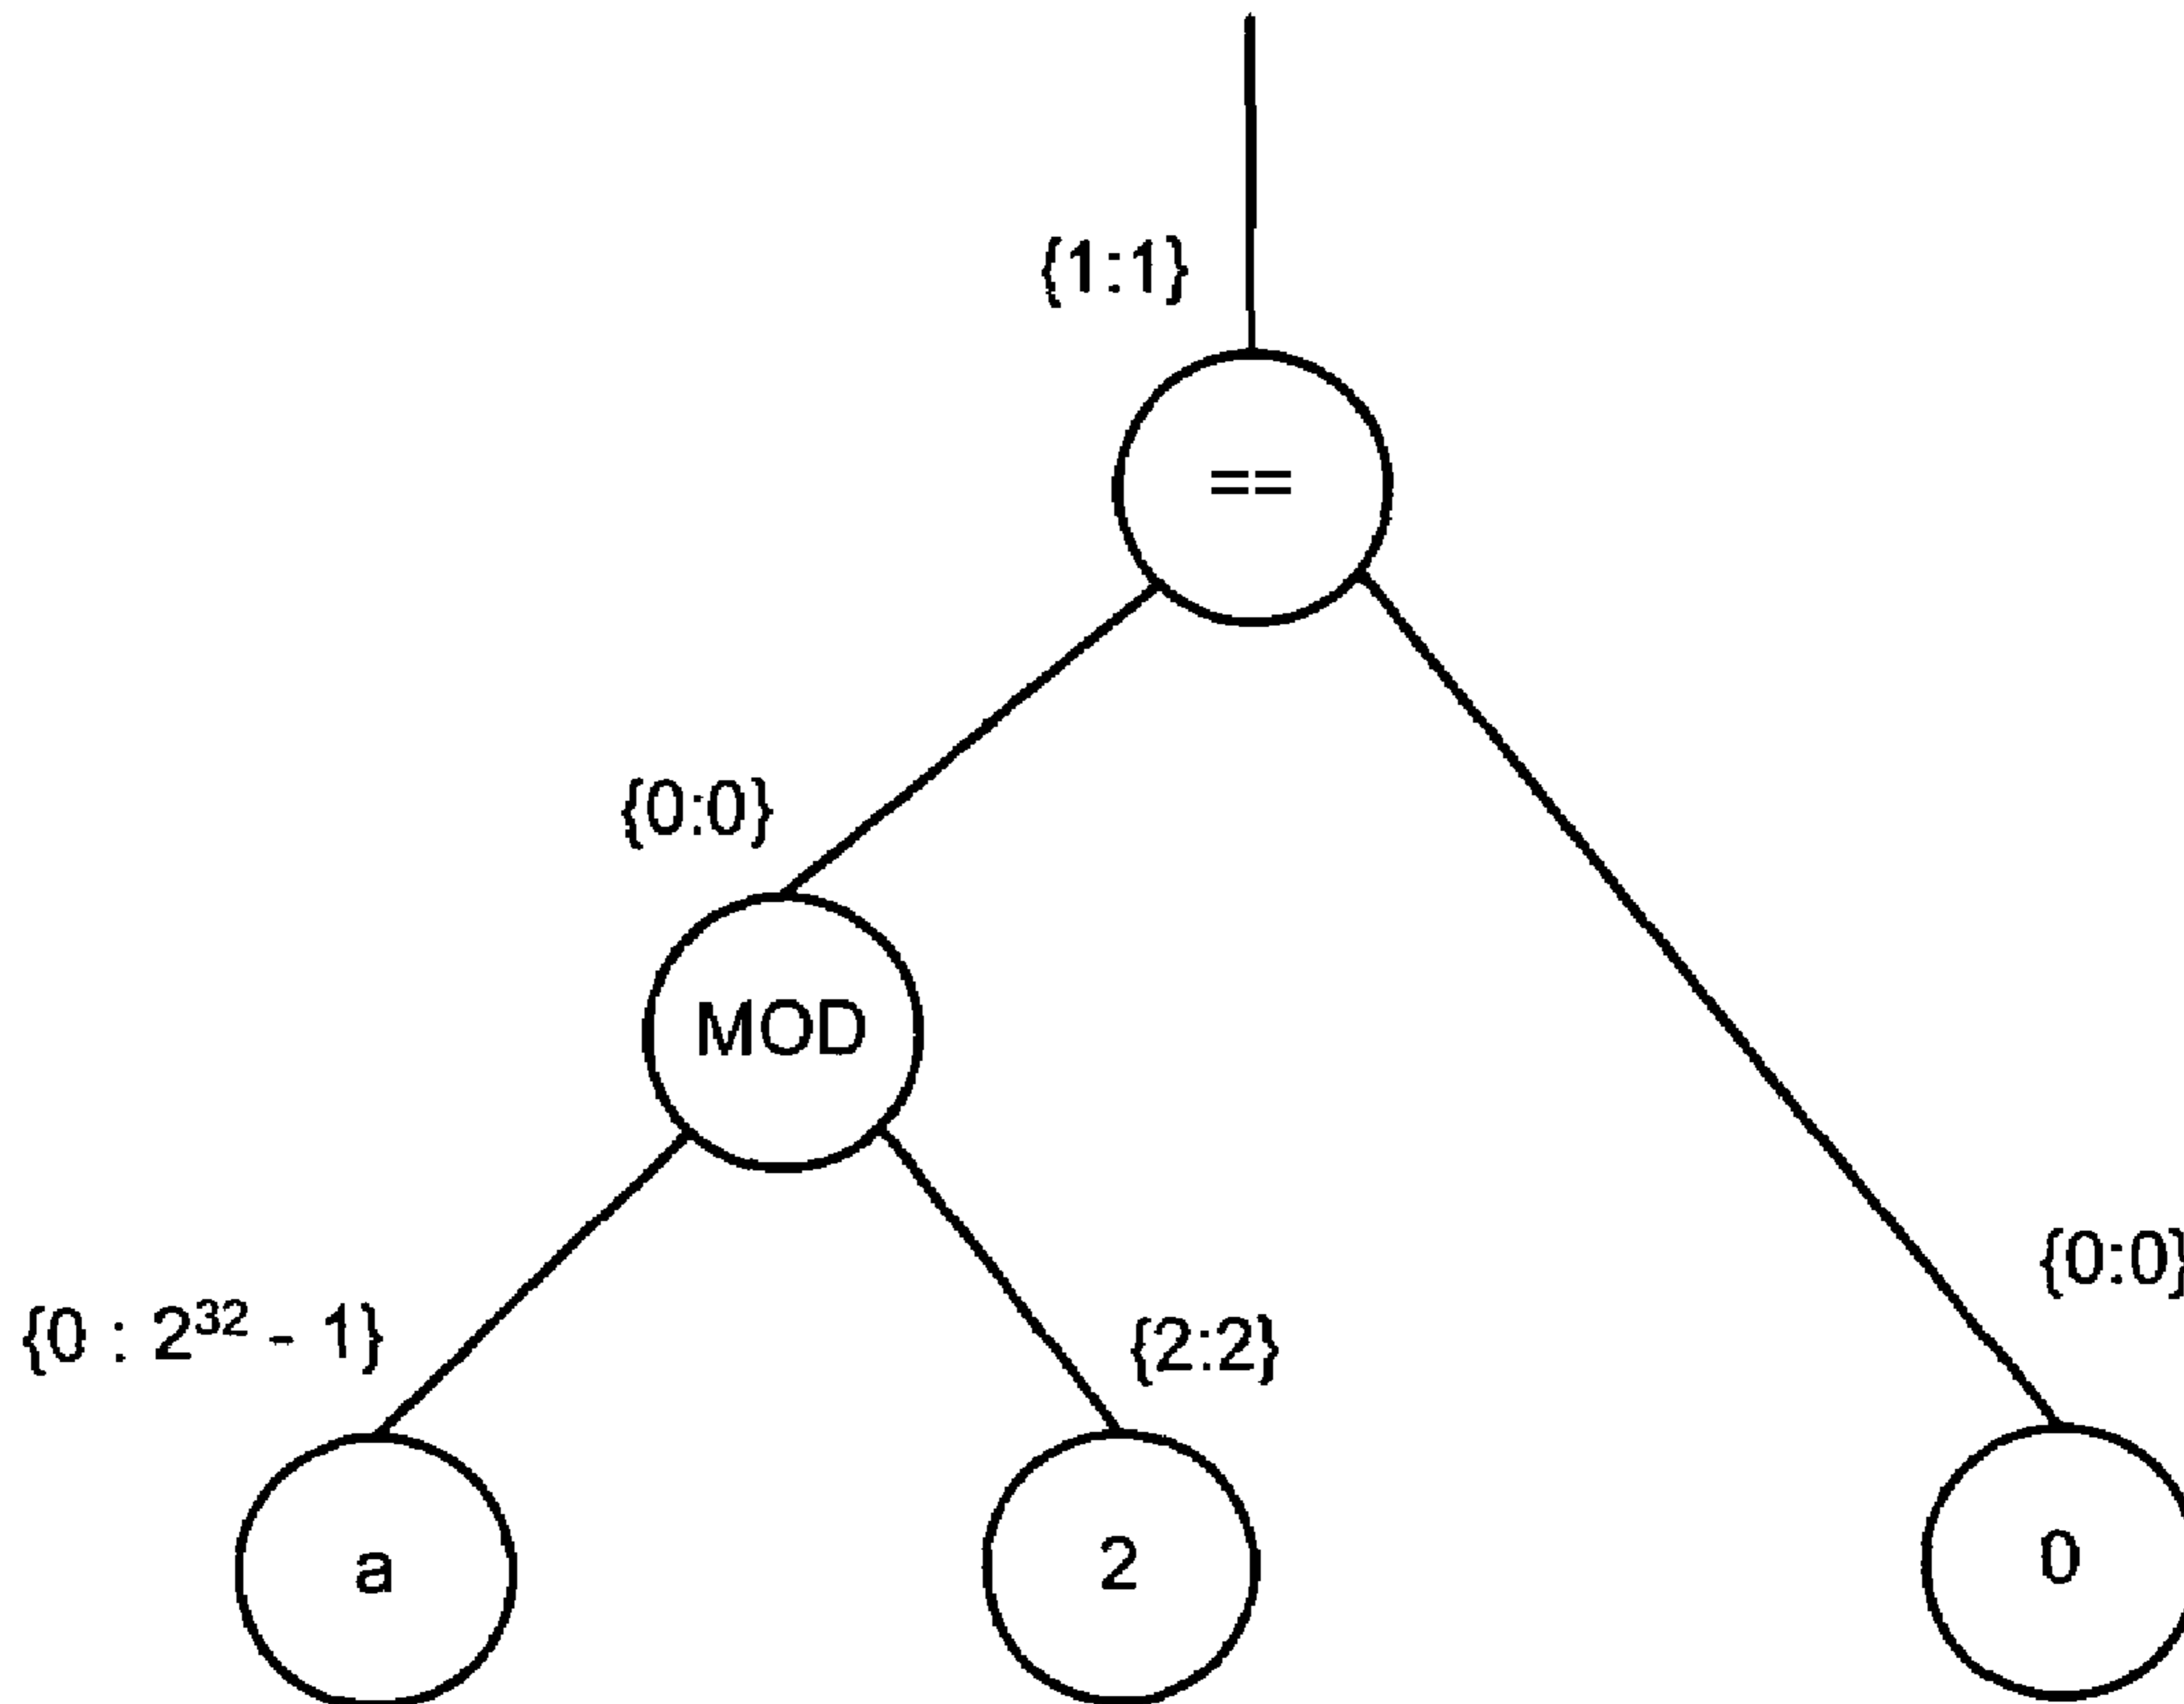 {1:1}
==
{0:0}
MOD
{0:0}
{0 : 2³² - 1}
{2:2}
a
2
0